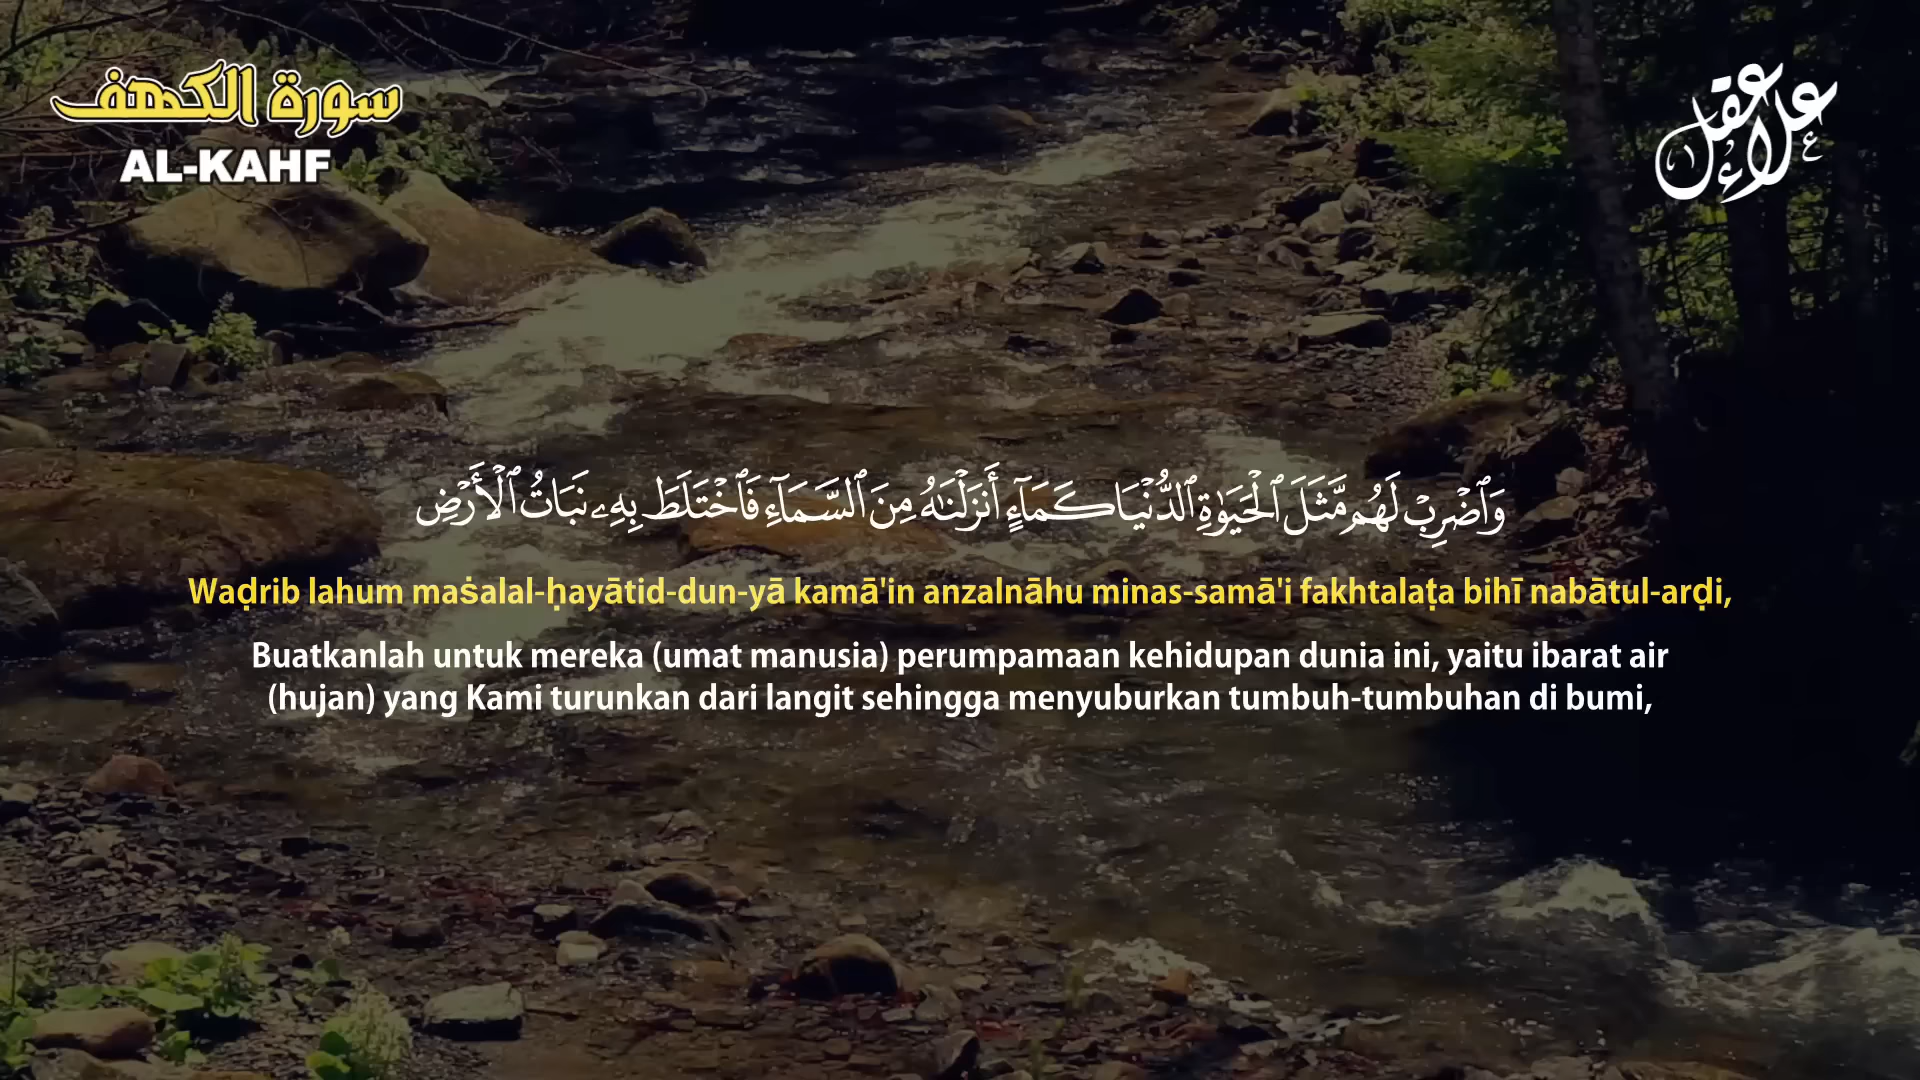 سورة الكهف
AL-KAHF
علاء عقل
وَٱضْرِبْ لَهُم مَّثَلَ ٱلْحَيَوٰةِ ٱلدُّنْيَا كَمَآءٍ أَنزَلْنَٰهُ مِنَ ٱلسَّمَآءِ فَٱخْتَلَطَ بِهِۦ نَبَاتُ ٱلْأَرْضِ
Waḍrib lahum maṡalal-ḥayātid-dun-yā kamā'in anzalnāhu minas-samā'i fakhtalaṭa bihī nabātul-arḍi,
Buatkanlah untuk mereka (umat manusia) perumpamaan kehidupan dunia ini, yaitu ibarat air
(hujan) yang Kami turunkan dari langit sehingga menyuburkan tumbuh-tumbuhan di bumi,